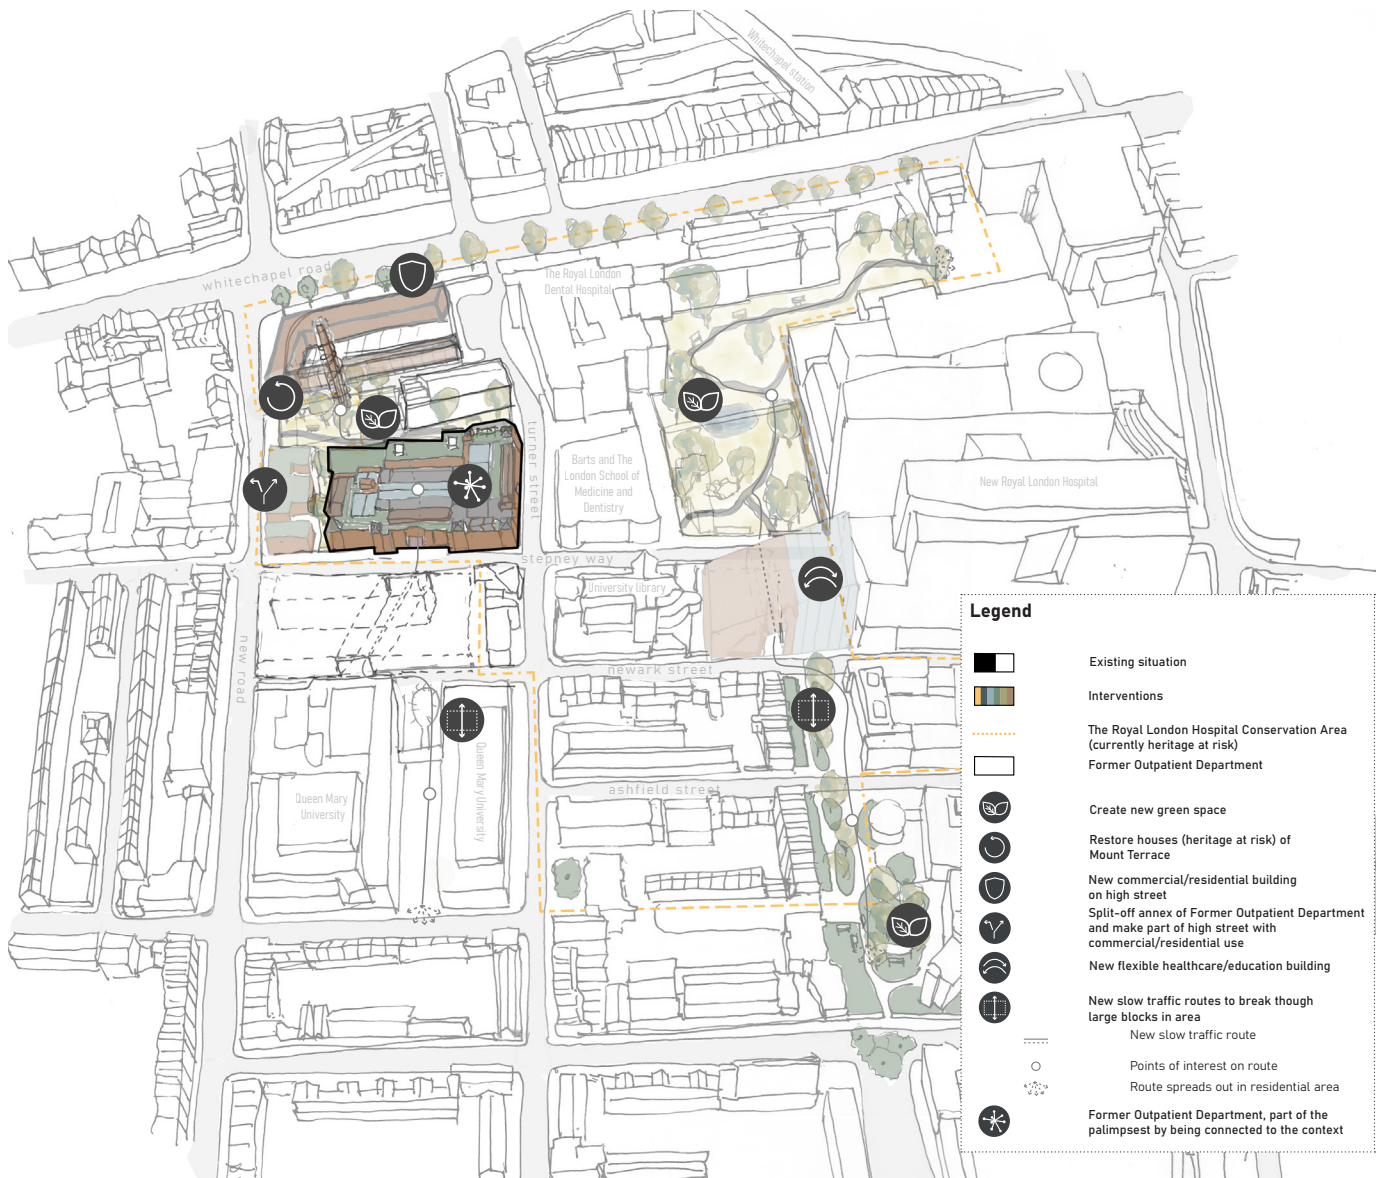 Whitechapel station
whitechapel road
The Royal London
Dental Hospital
turner street
Barts and The
London School of
Medicine and
Dentistry
New Royal London Hospital
stepney way
University library
new road
newark street
Queen Mary University
ashfield street
Queen Mary
University
Legend
Existing situation
Interventions
The Royal London Hospital Conservation Area
(currently heritage at risk)
Former Outpatient Department
Create new green space
Restore houses (heritage at risk) of
Mount Terrace
New commercial/residential building
on high street
Split-off annex of Former Outpatient Department
and make part of high street with
commercial/residential use
New flexible healthcare/education building
New slow traffic routes to break though
large blocks in area
New slow traffic route
Points of interest on route
Route spreads out in residential area
Former Outpatient Department, part of the
palimpsest by being connected to the context